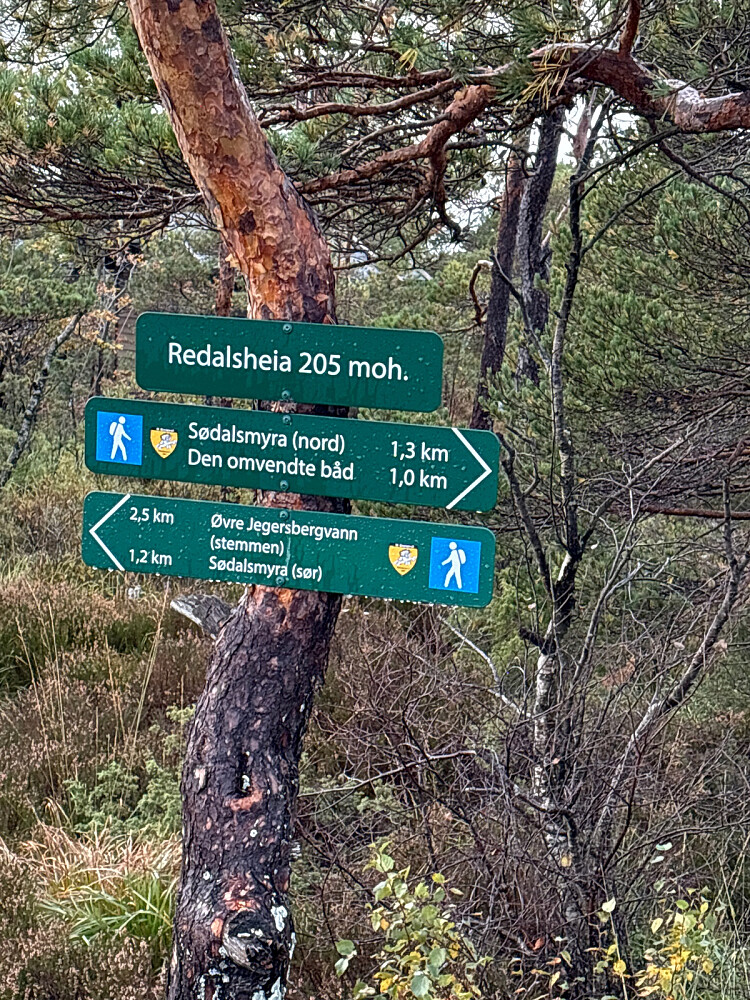 Redalsheia 205 moh.
Sødalsmyra (nord) 1,3 km
Den omvendte båd 1,0 km
2,5 km Øvre Jegersbergvann
(stemmen)
1,2 km Sødalsmyra (sør)